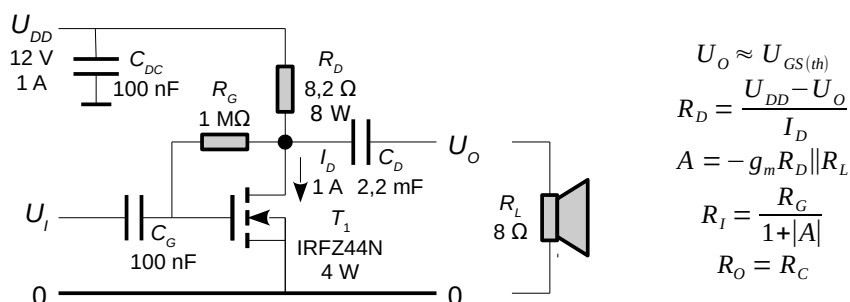 U_DD
12 V
1 A
C_DC
100 nF
R_G
1 MΩ
R_D
8,2 Ω
8 W
I_D
1 A
C_D
2,2 mF
U_O
U_I
C_G
100 nF
T_1
IRFZ44N
4 W
R_L
8 Ω
0
0
U_O ≈ U_GS(th)
R_D = (U_DD − U_O) / I_D
A = −g_m R_D || R_L
R_I = R_G / (1+|A|)
R_O = R_C